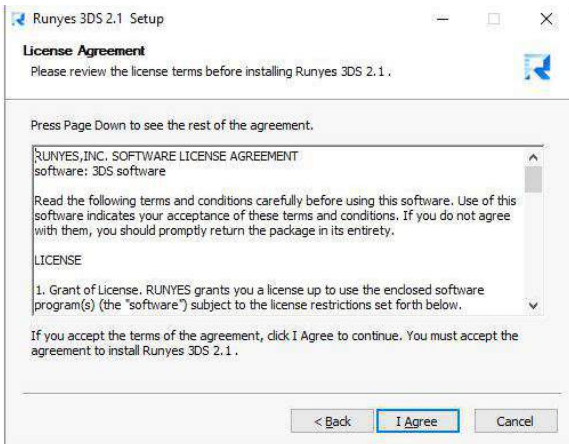 Runyes 3DS 2.1 Setup
License Agreement
Please review the license terms before installing Runyes 3DS 2.1.
Press Page Down to see the rest of the agreement.
RUNYES,INC. SOFTWARE LICENSE AGREEMENT
software: 3DS software
Read the following terms and conditions carefully before using this software. Use of this
software indicates your acceptance of these terms and conditions. If you do not agree
with them, you should promptly return the package in its entirety.
LICENSE
1. Grant of License. RUNYES grants you a license up to use the enclosed software
program(s) (the "software") subject to the license restrictions set forth below.
If you accept the terms of the agreement, click I Agree to continue. You must accept the
agreement to install Runyes 3DS 2.1.
< Back I Agree Cancel